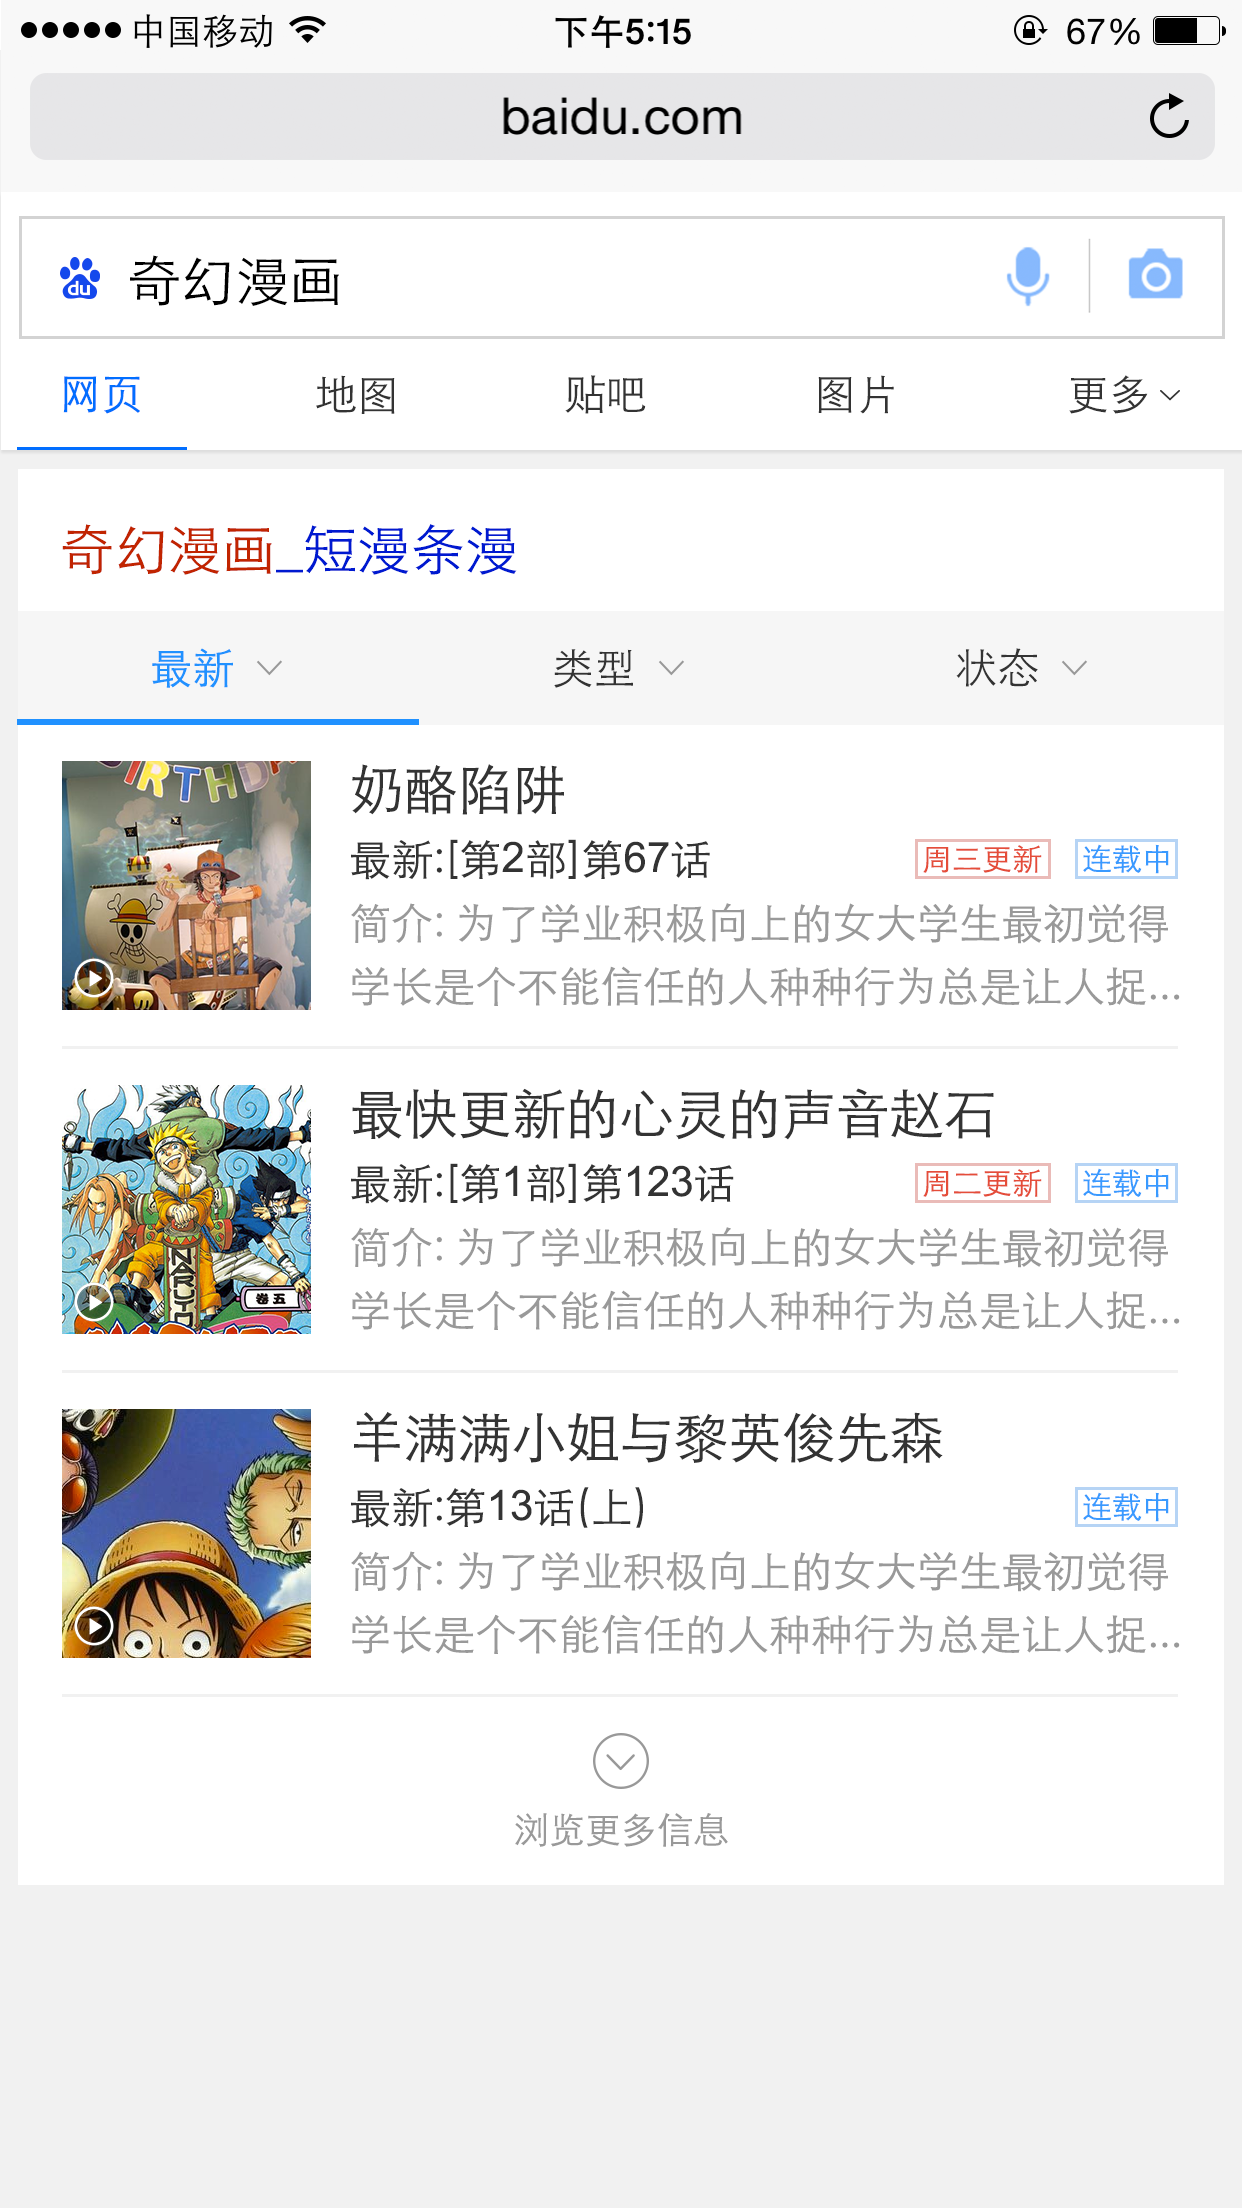 中国移动 下午5:15 67%
baidu.com
du 奇幻漫画
网页 地图 贴吧 图片 更多
奇幻漫画_短漫条漫
最新 类型 状态
BIRTHDA
奶酪陷阱
最新:[第2部]第67话 周三更新 连载中
简介: 为了学业积极向上的女大学生最初觉得
学长是个不能信任的人种种行为总是让人捉...
最快更新的心灵的声音赵石
最新:[第1部]第123话 周二更新 连载中
简介: 为了学业积极向上的女大学生最初觉得
学长是个不能信任的人种种行为总是让人捉...
NARUTO
卷五
羊满满小姐与黎英俊先森
最新:第13话(上) 连载中
简介: 为了学业积极向上的女大学生最初觉得
学长是个不能信任的人种种行为总是让人捉...
浏览更多信息